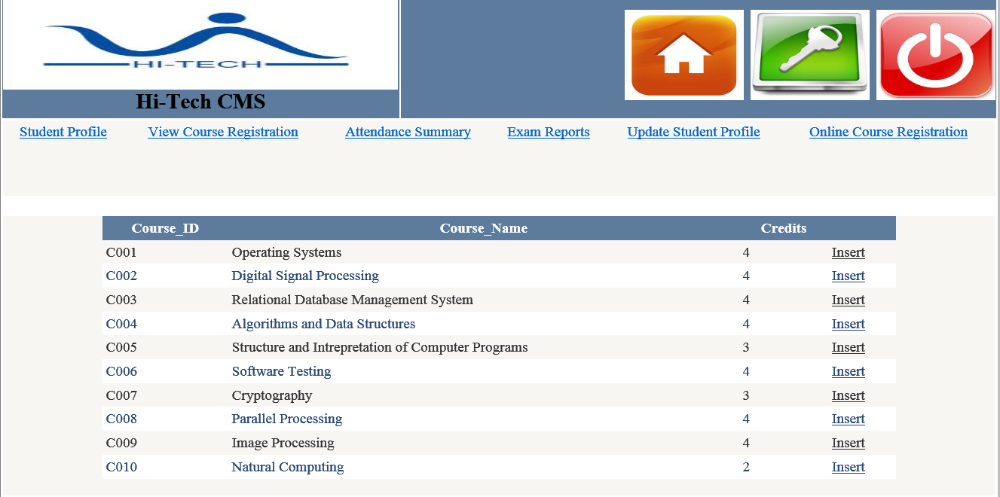 HI-TECH
Hi-Tech CMS
Student Profile View Course Registration Attendance Summary Exam Reports Update Student Profile Online Course Registration
Course_ID Course_Name Credits
C001 Operating Systems 4 Insert
C002 Digital Signal Processing 4 Insert
C003 Relational Database Management System 4 Insert
C004 Algorithms and Data Structures 4 Insert
C005 Structure and Intrepretation of Computer Programs 3 Insert
C006 Software Testing 4 Insert
C007 Cryptography 3 Insert
C008 Parallel Processing 4 Insert
C009 Image Processing 4 Insert
C010 Natural Computing 2 Insert